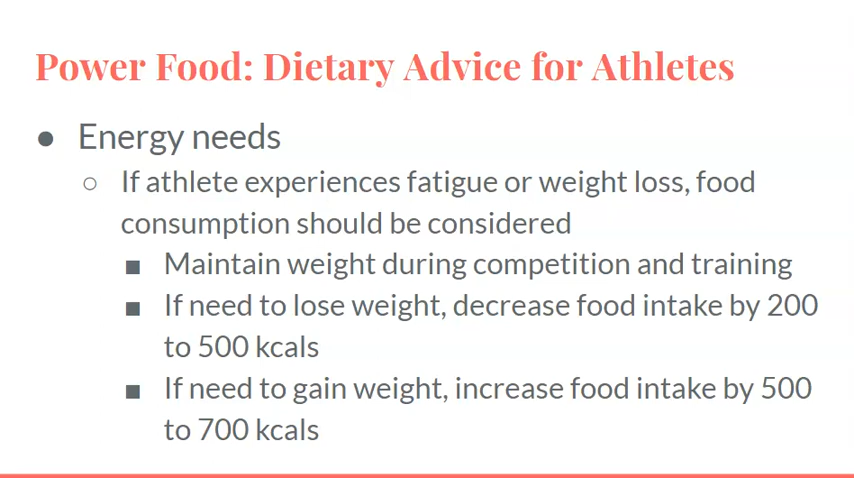 Power Food: Dietary Advice for Athletes
● Energy needs
○ If athlete experiences fatigue or weight loss, food
consumption should be considered
■ Maintain weight during competition and training
■ If need to lose weight, decrease food intake by 200
to 500 kcals
■ If need to gain weight, increase food intake by 500
to 700 kcals